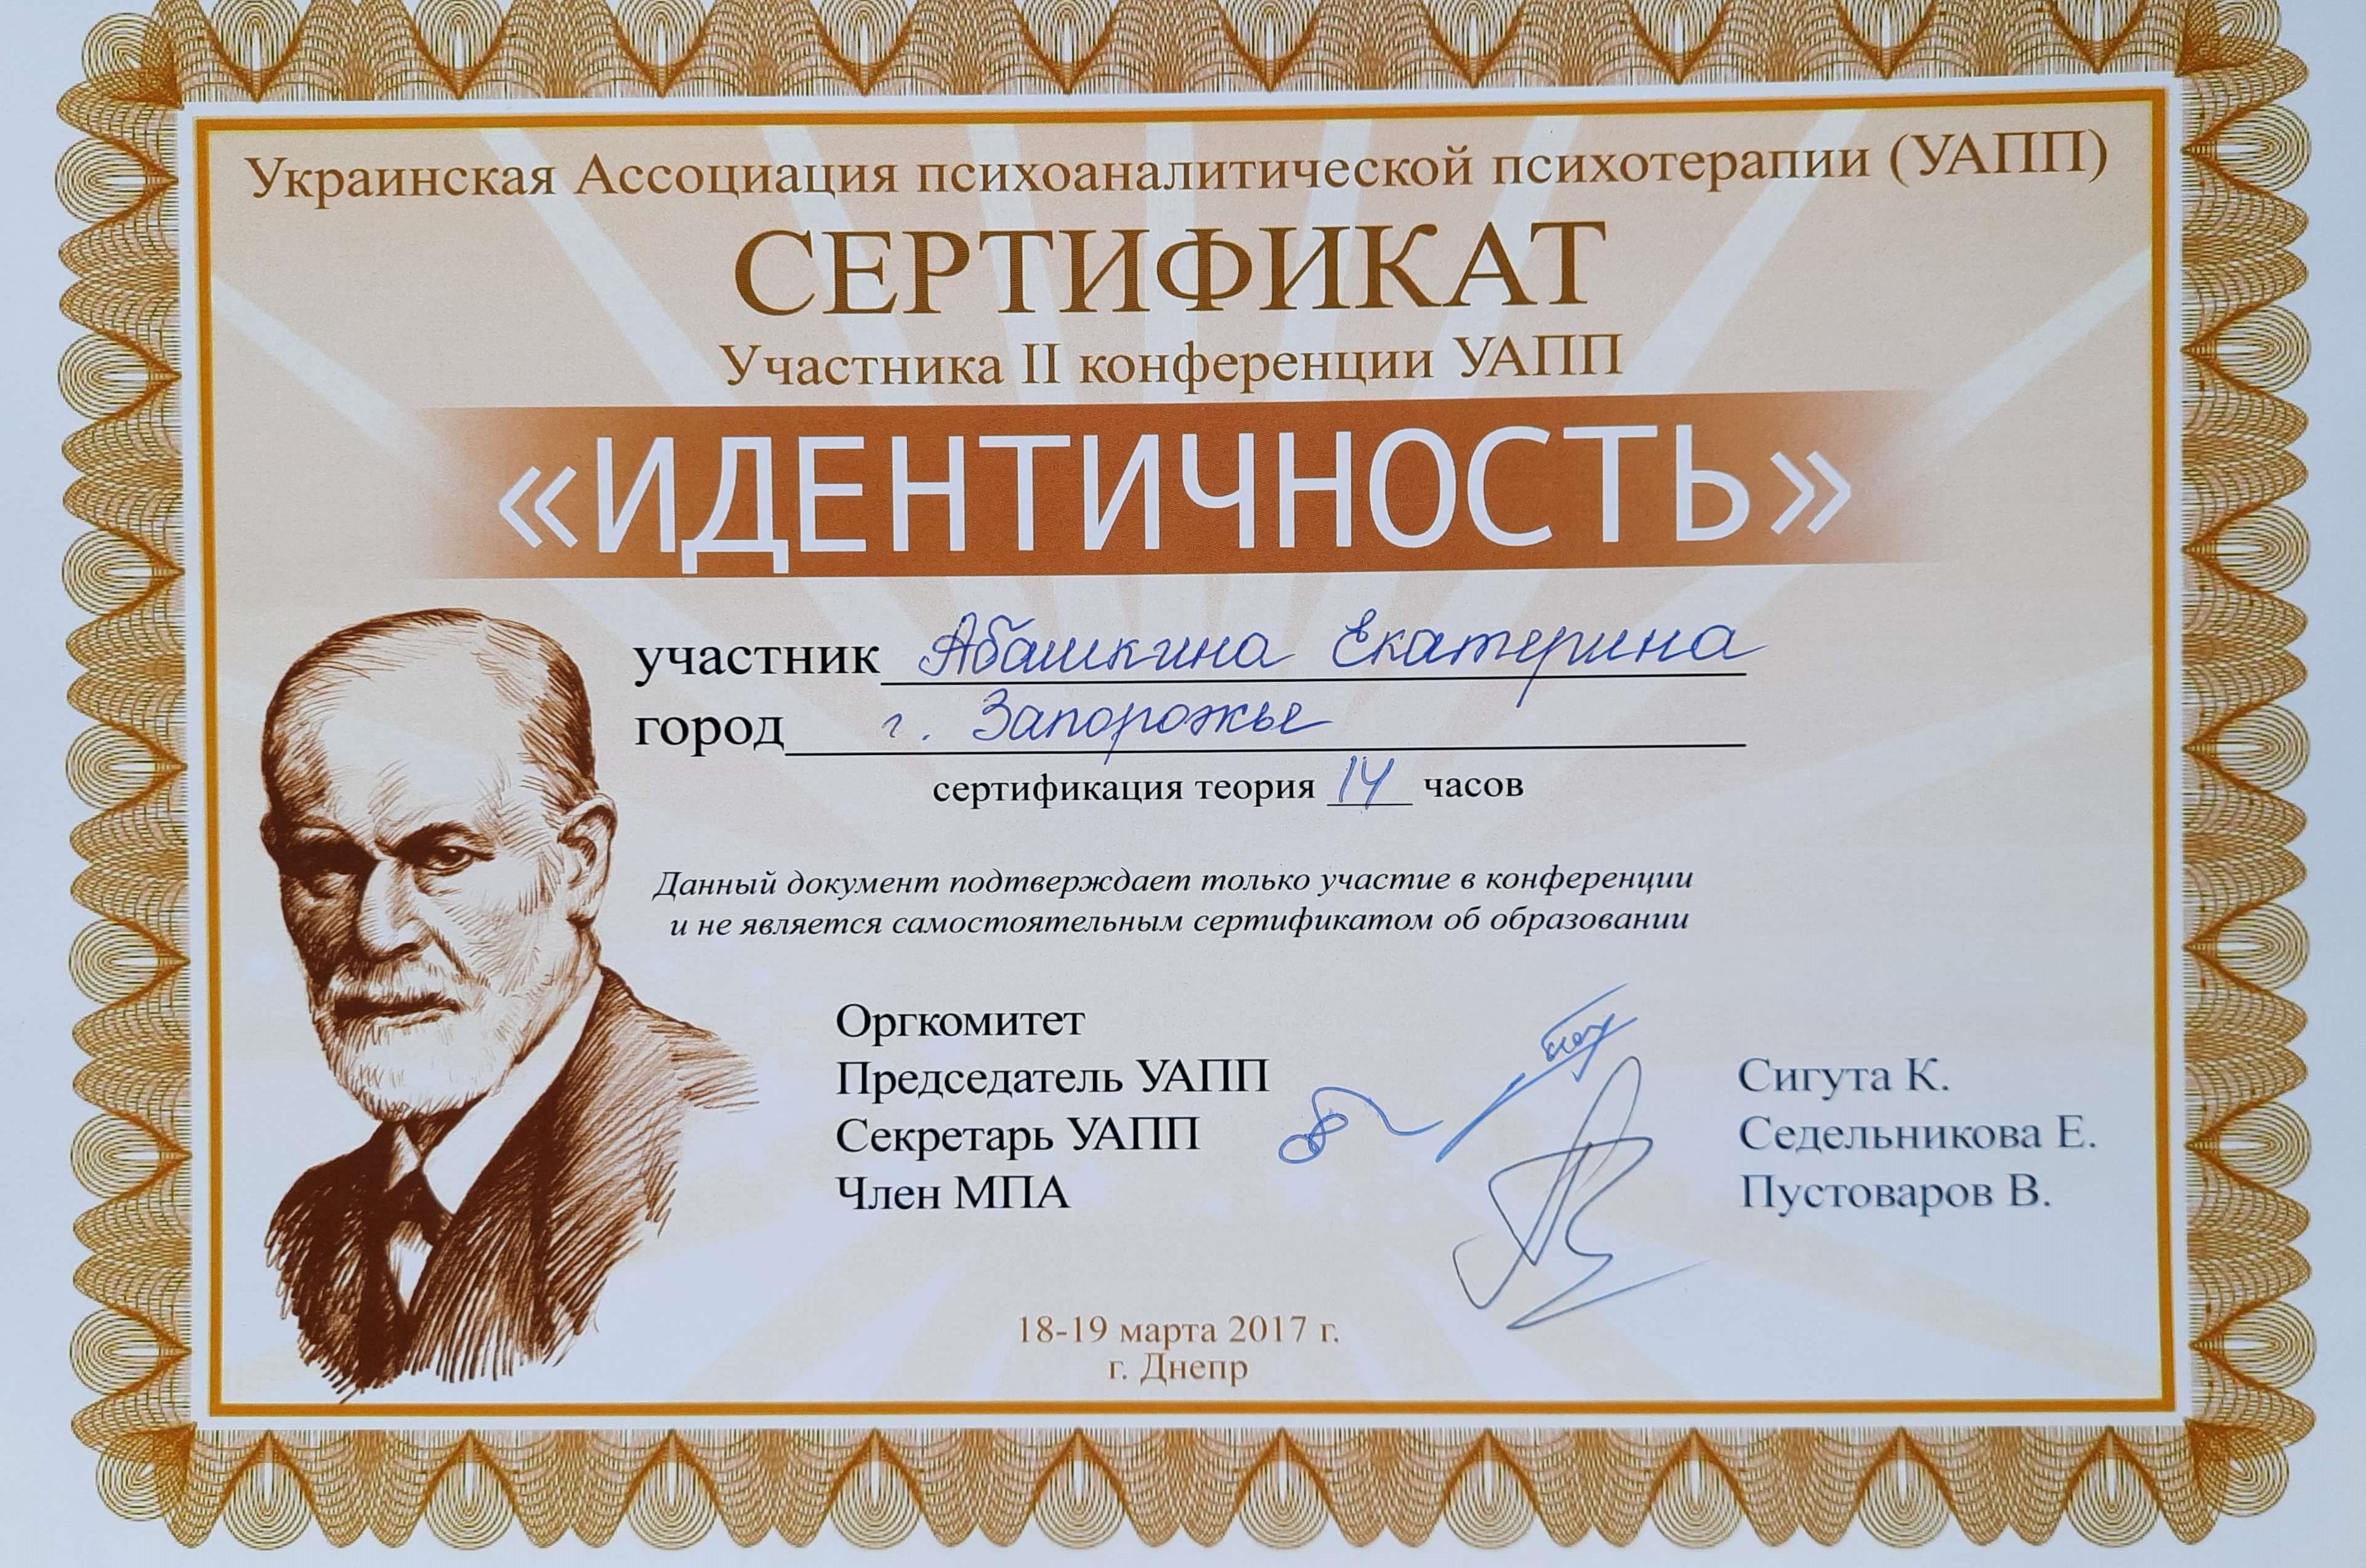 Украинская Ассоциация психоаналитической психотерапии (УАПП)
СЕРТИФИКАТ
Участника II конференции УАПП
«ИДЕНТИЧНОСТЬ»
участник Абашкина Екатерина
город г. Запорожье
сертификация теория 14 часов
Данный документ подтверждает только участие в конференции
и не является самостоятельным сертификатом об образовании
Оргкомитет
Председатель УАПП Сигута К.
Секретарь УАПП Седельникова Е.
Член МПА Пустоваров В.
18-19 марта 2017 г.
г. Днепр